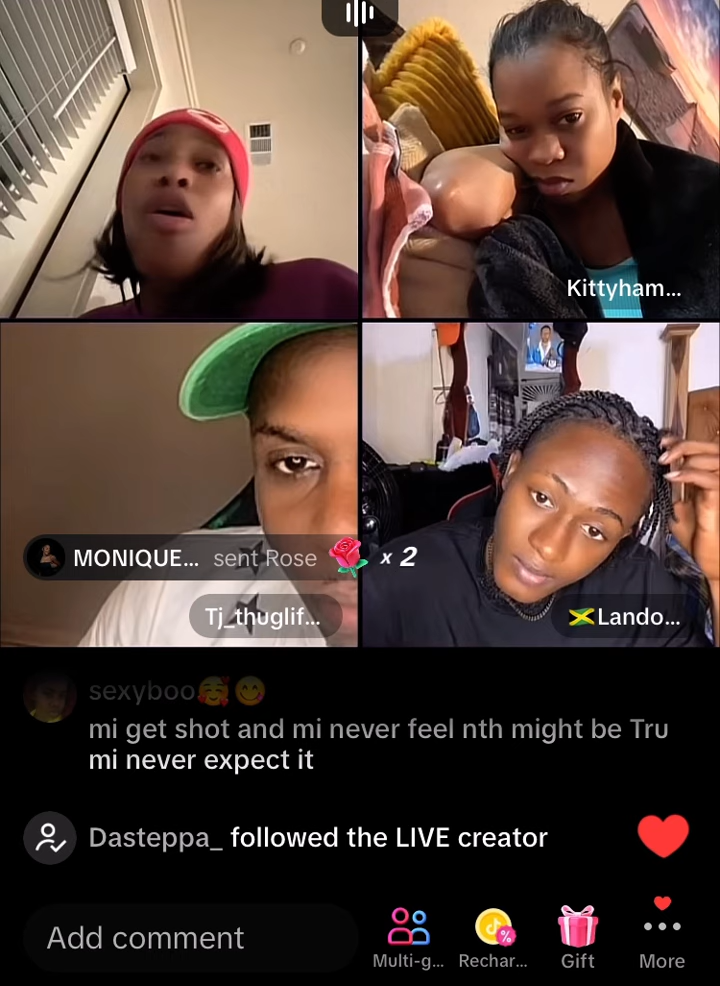 Kittyham...
MONIQUE... sent Rose x 2
Tj_thuglif...
Lando...
sexyboo🥰😋
mi get shot and mi never feel nth might be Tru
mi never expect it
Dasteppa_ followed the LIVE creator
Add comment
Multi-g...
Rechar...
Gift
More